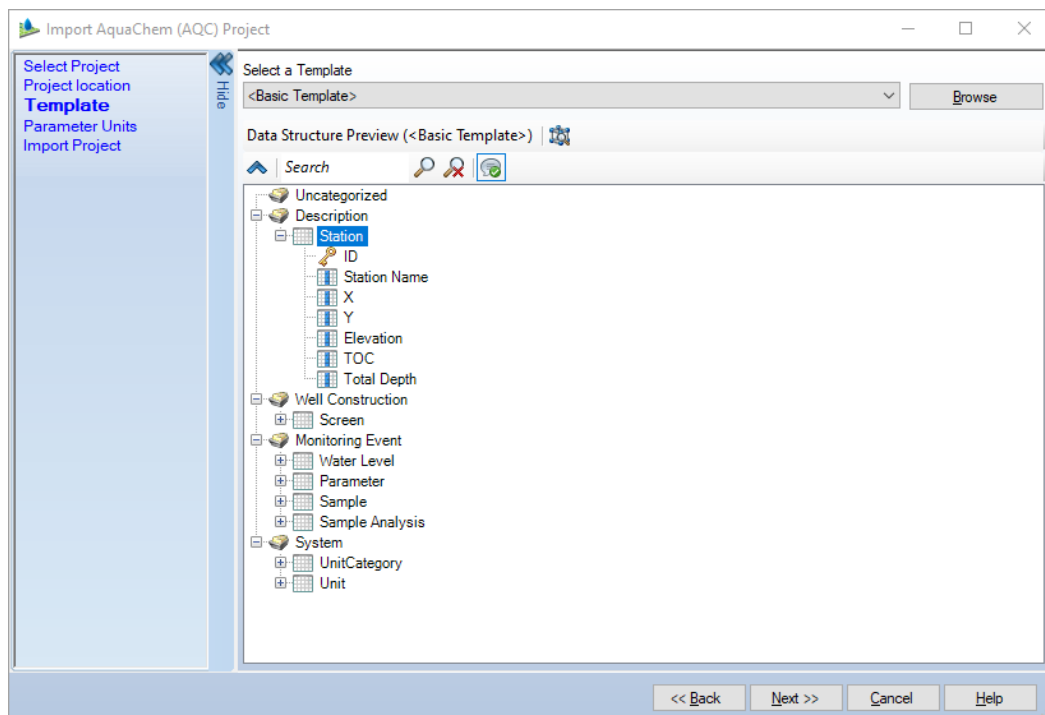 Import AquaChem (AQC) Project
Select Project
Project location
Template
Parameter Units
Import Project
Hide
Select a Template
<Basic Template>
Browse
Data Structure Preview (<Basic Template>)
Search
Uncategorized
Description
Station
ID
Station Name
X
Y
Elevation
TOC
Total Depth
Well Construction
Screen
Monitoring Event
Water Level
Parameter
Sample
Sample Analysis
System
UnitCategory
Unit
<< Back
Next >>
Cancel
Help